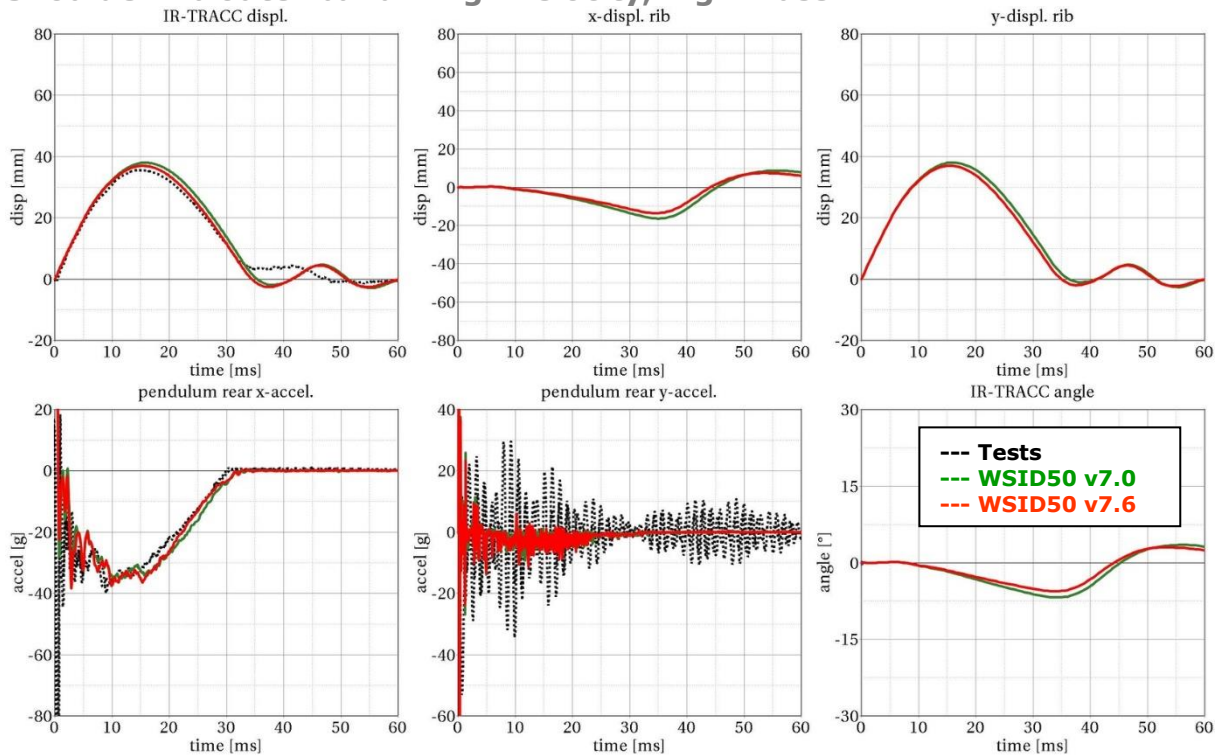 IR-TRACC displ.
80
60
40
20
0
-20
disp [mm]
0 10 20 30 40 50 60
time [ms]
x-displ. rib
80
60
40
20
0
-20
-40
-60
-80
disp [mm]
0 10 20 30 40 50 60
time [ms]
y-displ. rib
80
60
40
20
0
-20
disp [mm]
0 10 20 30 40 50 60
time [ms]
pendulum rear x-accel.
20
0
-20
-40
-60
-80
accel [g]
0 10 20 30 40 50 60
time [ms]
pendulum rear y-accel.
40
20
0
-20
-40
-60
accel [g]
0 10 20 30 40 50 60
time [ms]
IR-TRACC angle
30
15
0
-15
-30
angle [°]
0 10 20 30 40 50 60
time [ms]
--- Tests
--- WSID50 v7.0
--- WSID50 v7.6